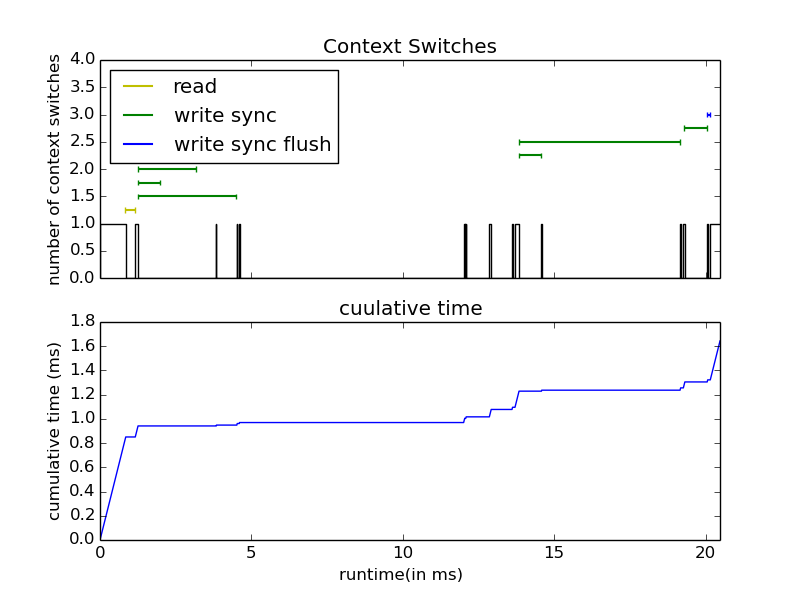 Context Switches
number of context switches
4.0
3.5
3.0
2.5
2.0
1.5
1.0
0.5
0.0
read
write sync
write sync flush
cuulative time
cumulative time (ms)
1.8
1.6
1.4
1.2
1.0
0.8
0.6
0.4
0.2
0.0
0 5 10 15 20
runtime(in ms)